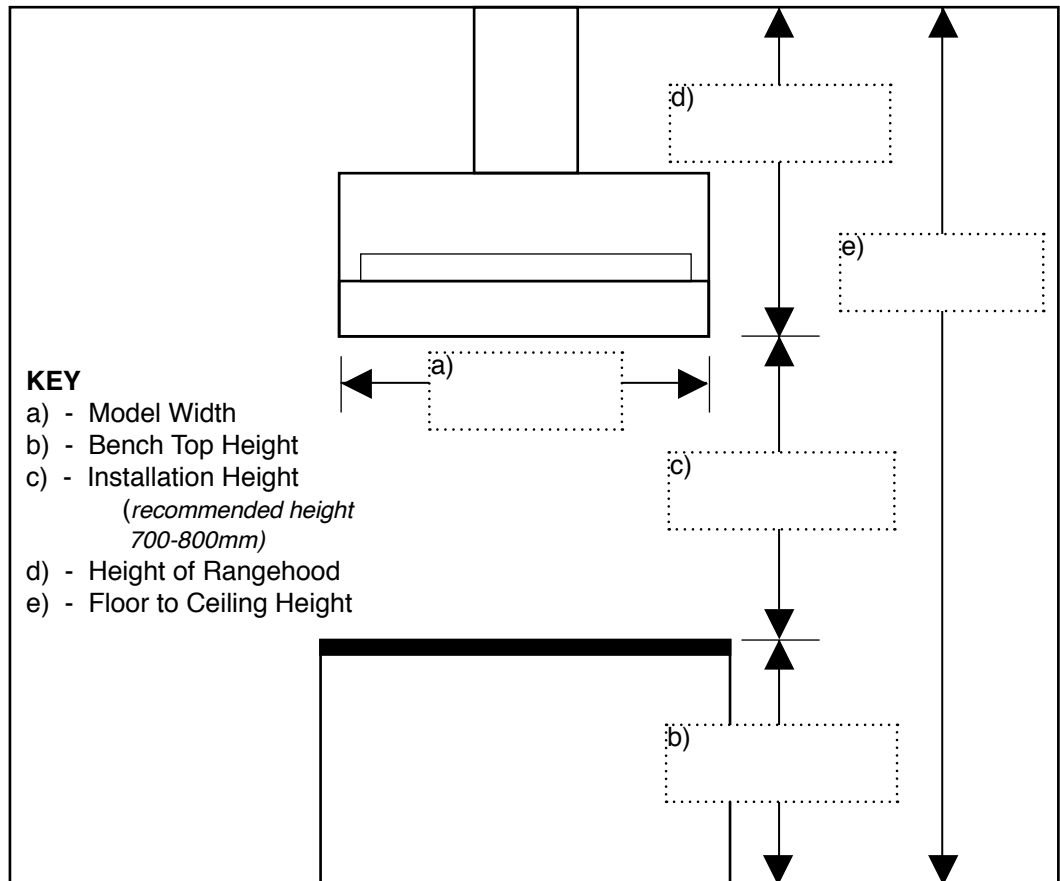 d)
e)
a)
KEY
a) - Model Width
b) - Bench Top Height
c) - Installation Height
(recommended height
700-800mm)
d) - Height of Rangehood
e) - Floor to Ceiling Height
c)
b)